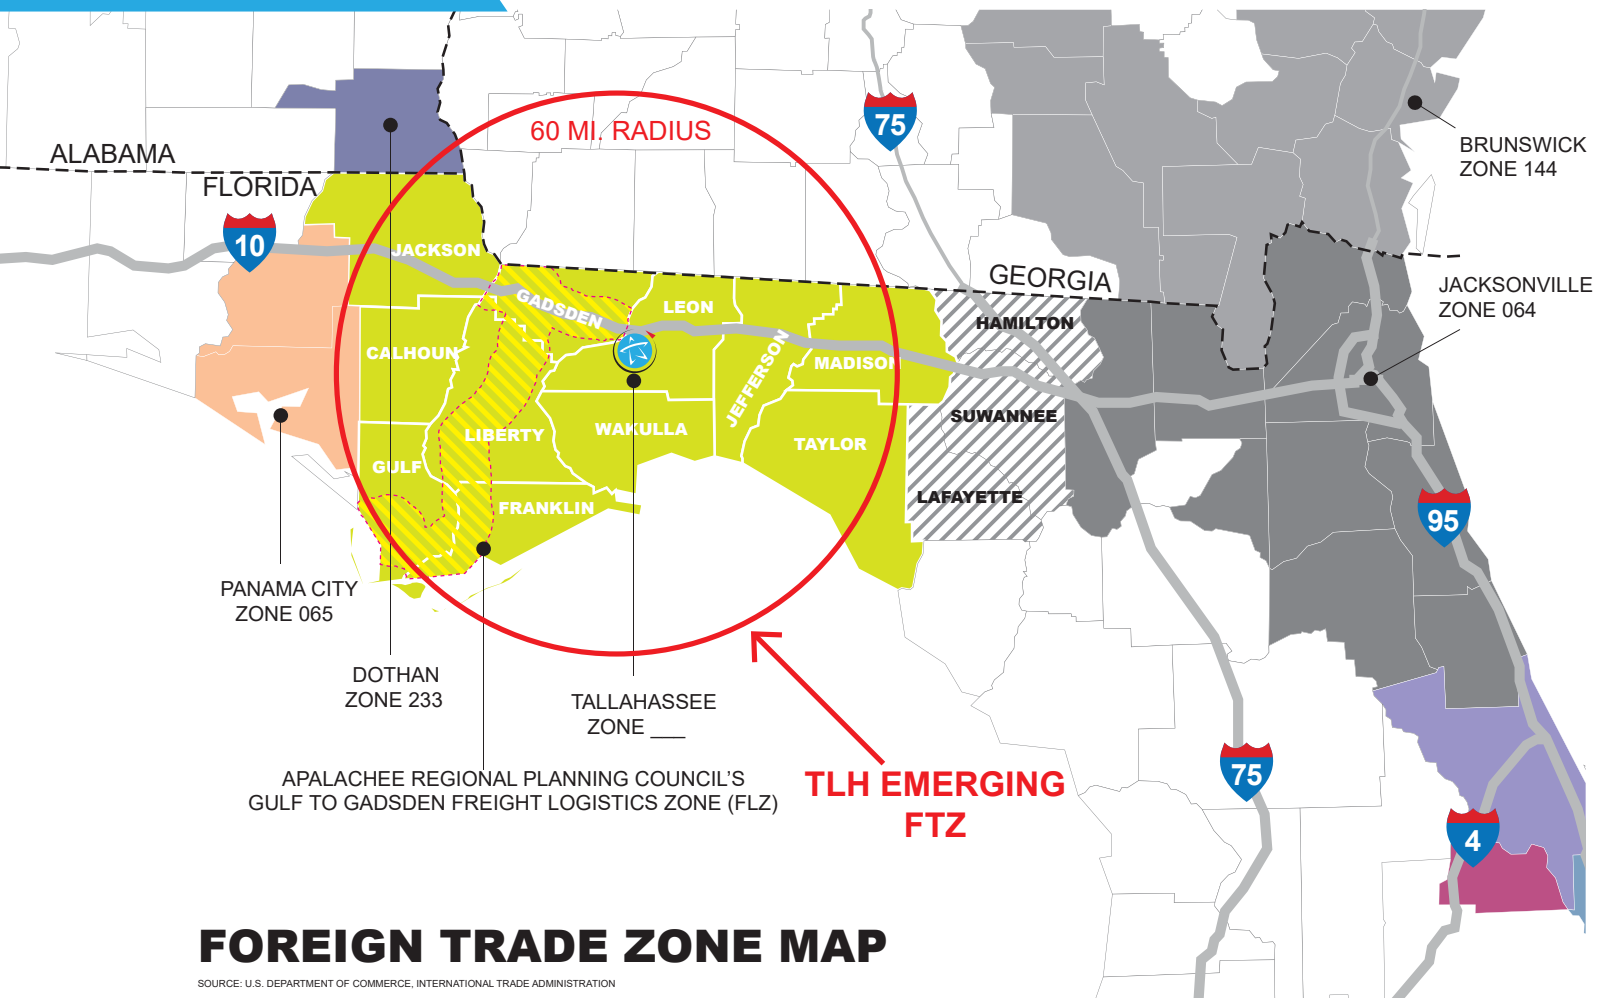 60 MI. RADIUS
75
BRUNSWICK
ZONE 144
ALABAMA
FLORIDA
10
JACKSON
GEORGIA
JACKSONVILLE
ZONE 064
GADSDEN
LEON
HAMILTON
CALHOUN
JEFFERSON
MADISON
SUWANNEE
LIBERTY
WAKULLA
TAYLOR
GULF
LAFAYETTE
FRANKLIN
95
PANAMA CITY
ZONE 065
DOTHAN
ZONE 233
TALLAHASSEE
ZONE ___
APALACHEE REGIONAL PLANNING COUNCIL'S
GULF TO GADSDEN FREIGHT LOGISTICS ZONE (FLZ)
TLH EMERGING
FTZ
75
4
FOREIGN TRADE ZONE MAP
SOURCE: U.S. DEPARTMENT OF COMMERCE, INTERNATIONAL TRADE ADMINISTRATION